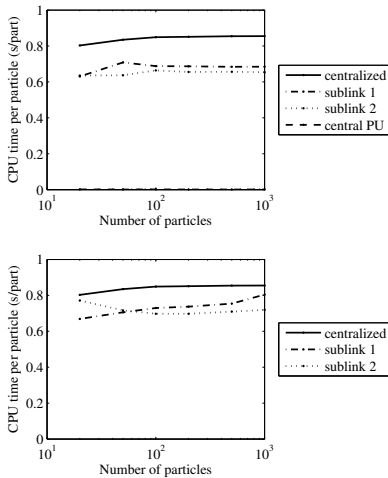 CPU time per particle (s/part)
1
0.8
0.6
0.4
0.2
0
10^1
10^2
10^3
Number of particles
centralized
sublink 1
sublink 2
central PU
CPU time per particle (s/part)
1
0.8
0.6
0.4
0.2
0
10^1
10^2
10^3
Number of particles
centralized
sublink 1
sublink 2